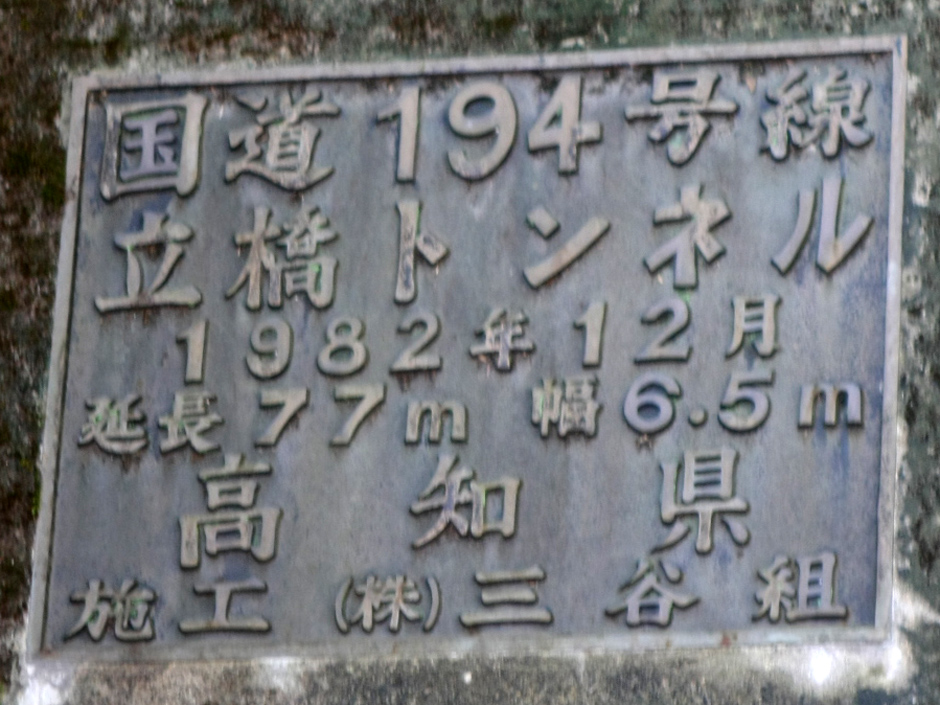 国道194号線
立橋トンネル
1982年12月
延長77m 幅6.5m
高知県
施工(株)三谷組